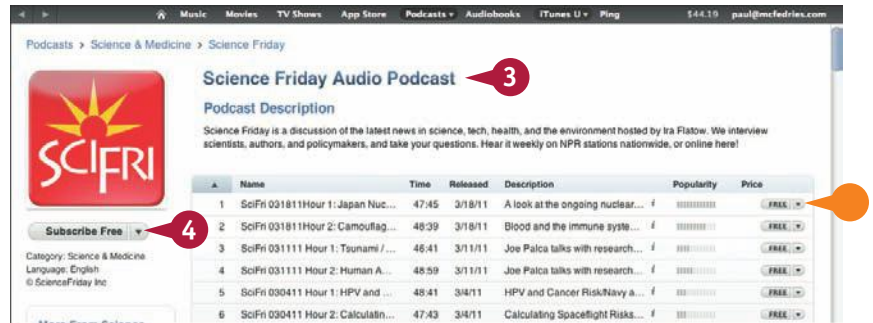 Music Movies TV Shows App Store Podcasts Audiobooks iTunes U Ping $44.19 paul@mcfedries.com
Podcasts > Science & Medicine > Science Friday
SCIFRI
Science Friday Audio Podcast
3
Podcast Description
Science Friday is a discussion of the latest news in science, tech, health, and the environment hosted by Ira Flatow. We interview
scientists, authors, and policymakers, and take your questions. Hear it weekly on NPR stations nationwide, or online here!
Name Time Released Description Popularity Price
1 SciFri 031811Hour 1: Japan Nuc... 47:45 3/18/11 A look at the ongoing nuclear... i FREE
2 SciFri 031811Hour 2: Camouflag... 48:39 3/18/11 Blood and the immune syste... i FREE
3 SciFri 031111 Hour 1: Tsunami / ... 46:41 3/11/11 Joe Palca talks with research... i FREE
4 SciFri 031111 Hour 2: Human A... 48:59 3/11/11 Joe Palca talks with research... i FREE
5 SciFri 030411 Hour 1: HPV and ... 48:41 3/4/11 HPV and Cancer Risk/Navy a... i FREE
6 SciFri 030411 Hour 2: Calculatin... 47:43 3/4/11 Calculating Spaceflight Risks... i FREE
Subscribe Free
4
Category: Science & Medicine
Language: English
© ScienceFriday Inc
More From Science